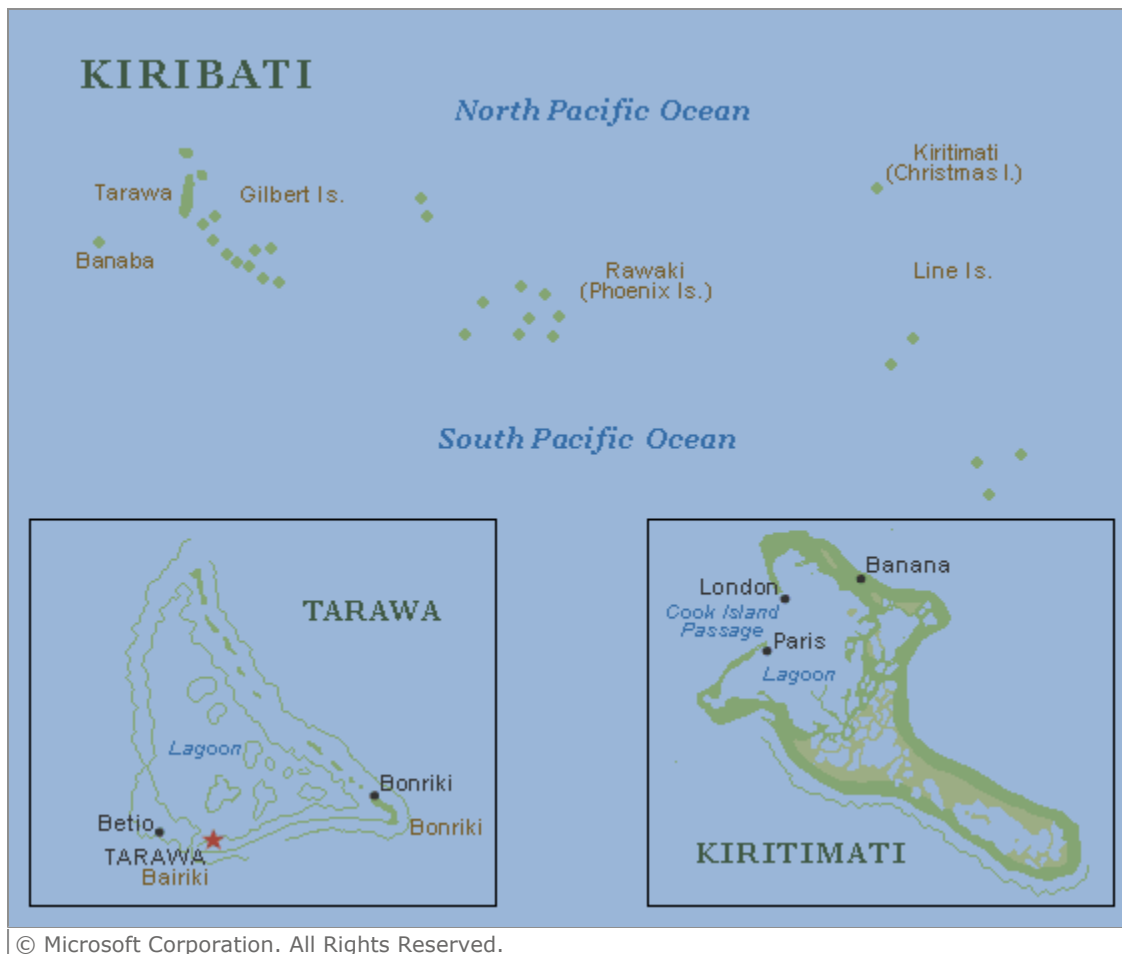 KIRIBATI
North Pacific Ocean
Kiritimati
(Christmas I.)
Tarawa
Gilbert Is.
Banaba
Rawaki
(Phoenix Is.)
Line Is.
South Pacific Ocean
TARAWA
Lagoon
Bonriki
Betio
Bonriki
TARAWA
Bairiki
Banana
London
Cook Island
Passage
Paris
Lagoon
KIRITIMATI
© Microsoft Corporation. All Rights Reserved.